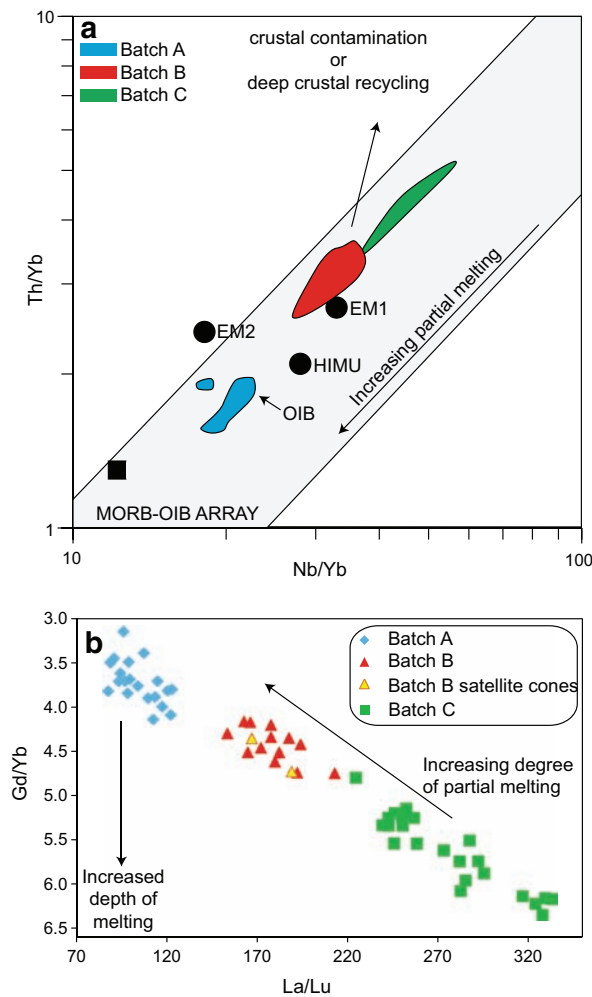 a
Batch A
Batch B
Batch C
crustal contamination
or
deep crustal recycling
10
Th/Yb
EM2
EM1
HIMU
OIB
Increasing partial melting
MORB-OIB ARRAY
1
10
100
Nb/Yb
b
Batch A
Batch B
Batch B satellite cones
Batch C
3.0
3.5
4.0
4.5
5.0
5.5
6.0
6.5
Gd/Yb
Increasing degree
of partial melting
Increased
depth of
melting
70
120
170
220
270
320
La/Lu